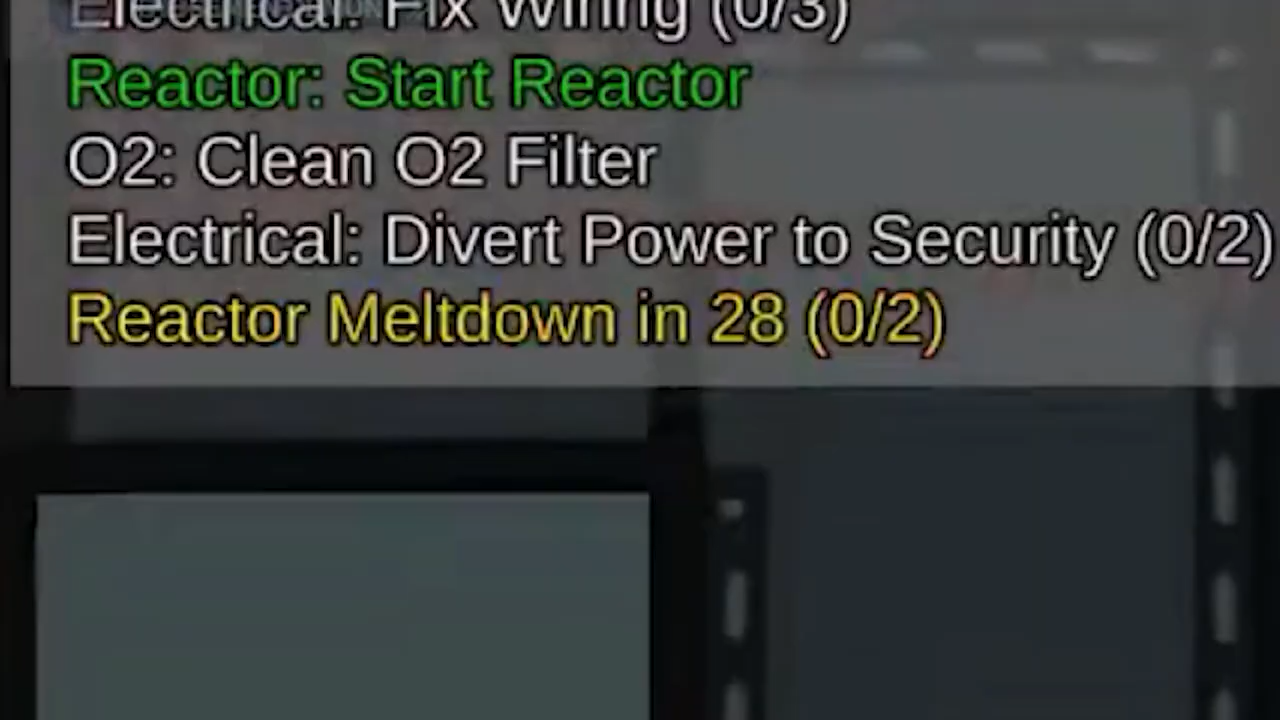 Electrical: Fix Wiring (0/3)
Reactor: Start Reactor
O2: Clean O2 Filter
Electrical: Divert Power to Security (0/2)
Reactor Meltdown in 28 (0/2)